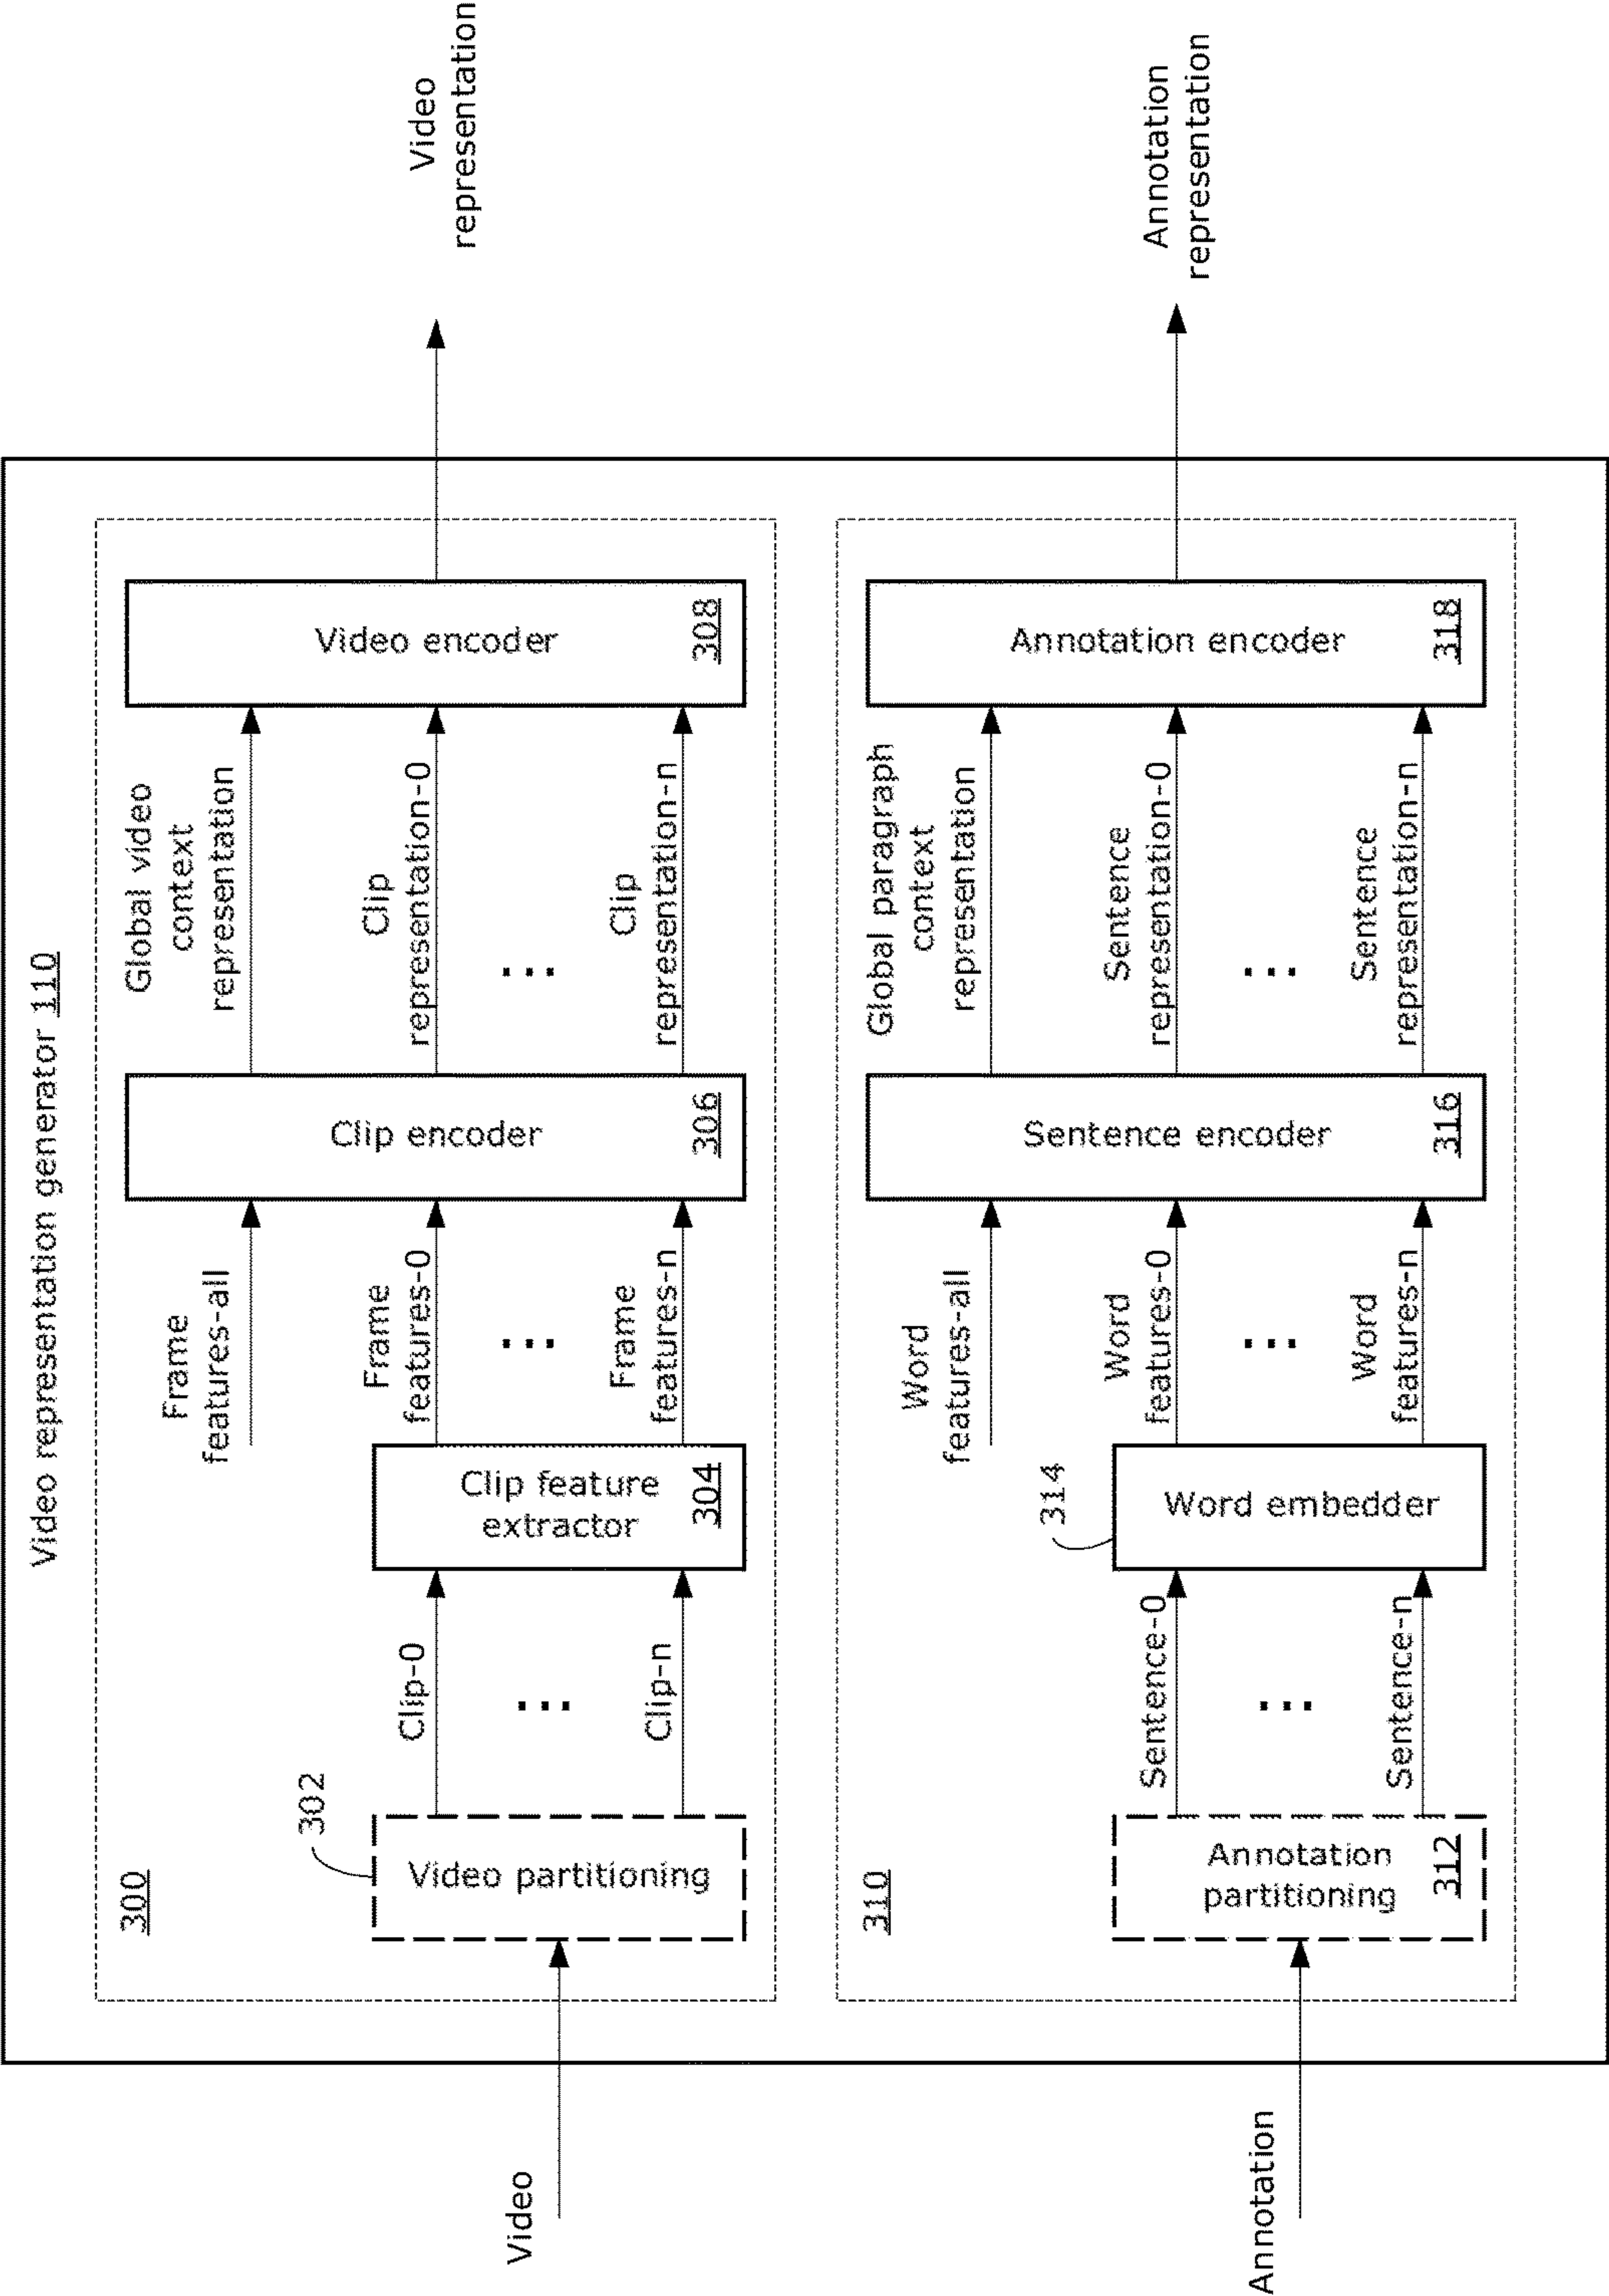 Video representation generator 110
300
Video
302
Video partitioning
Clip-0
...
Clip-n
Clip feature
extractor
304
Frame
features-all
Frame
features-0
...
Frame
features-n
Clip encoder
306
Global video
context
representation
Clip
representation-0
...
Clip
representation-n
Video encoder
308
Video
representation
310
Annotation
Annotation
partitioning
312
Sentence-0
...
Sentence-n
314
Word embedder
Word
features-all
Word
features-0
...
Word
features-n
Sentence encoder
316
Global paragraph
context
representation
Sentence
representation-0
...
Sentence
representation-n
Annotation encoder
318
Annotation
representation